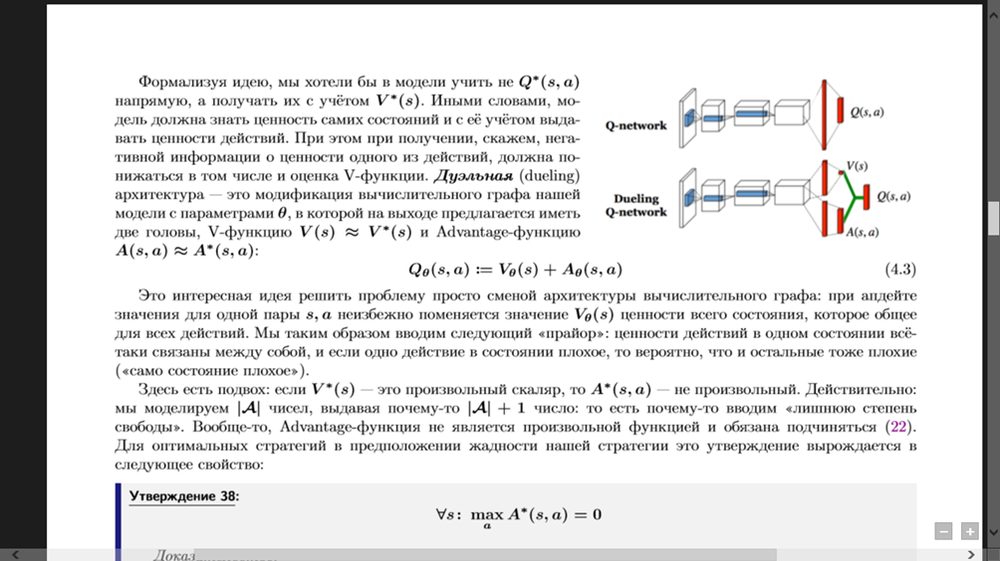 Формализуя идею, мы хотели бы в модели учить не Q*(s, a)
напрямую, а получать их с учётом V*(s). Иными словами, мо-
дель должна знать ценность самих состояний и с её учётом выда-
вать ценности действий. При этом при получении, скажем, нега-
тивной информации о ценности одного из действий, должна по-
нижаться в том числе и оценка V-функции. Дуэльная (dueling)
архитектура — это модификация вычислительного графа нашей
модели с параметрами θ, в которой на выходе предлагается иметь
две головы, V-функцию V(s) ≈ V*(s) и Advantage-функцию
A(s, a) ≈ A*(s, a):
Q-network
Q(s, a)
Dueling
Q-network
V(s)
Q(s, a)
A(s, a)
Qθ(s, a) := Vθ(s) + Aθ(s, a) (4.3)
Это интересная идея решить проблему просто сменой архитектуры вычислительного графа: при апдейте
значения для одной пары s, a неизбежно поменяется значение Vθ(s) ценности всего состояния, которое общее
для всех действий. Мы таким образом вводим следующий «прайор»: ценности действий в одном состоянии всё-
таки связаны между собой, и если одно действие в состоянии плохое, то вероятно, что и остальные тоже плохие
(«само состояние плохое»).
Здесь есть подвох: если V*(s) — это произвольный скаляр, то A*(s, a) — не произвольный. Действительно:
мы моделируем |A| чисел, выдавая почему-то |A| + 1 число: то есть почему-то вводим «лишнюю степень
свободы». Вообще-то, Advantage-функция не является произвольной функцией и обязана подчиняться (22).
Для оптимальных стратегий в предположении жадности нашей стратегии это утверждение вырождается в
следующее свойство:
Утверждение 38:
∀s: max A*(s, a) = 0
a